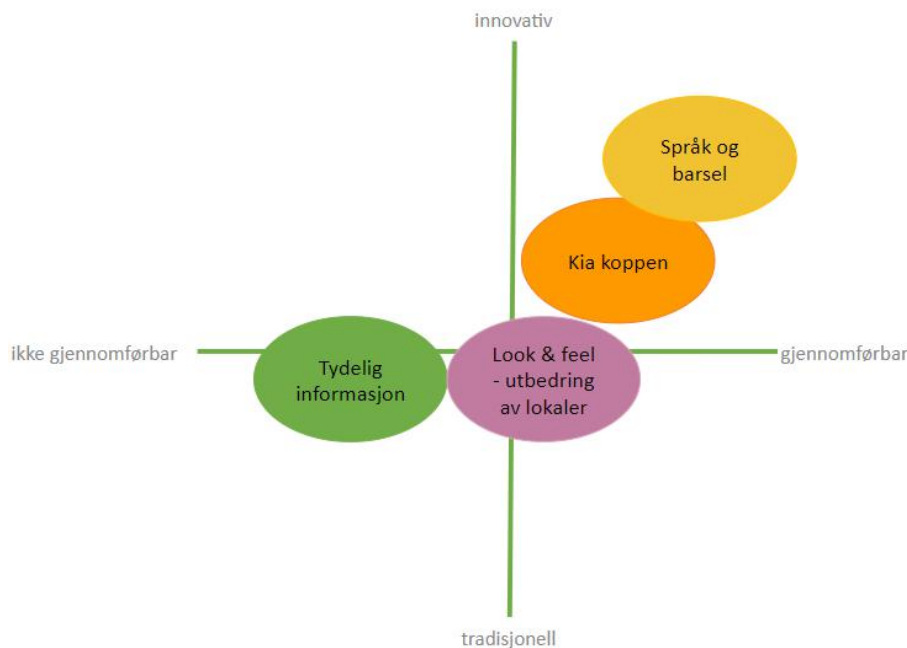 innovativ
Språk og
barsel
Kia koppen
ikke gjennomførbar
gjennomførbar
Tydelig
informasjon
Look & feel
- utbedring
av lokaler
tradisjonell